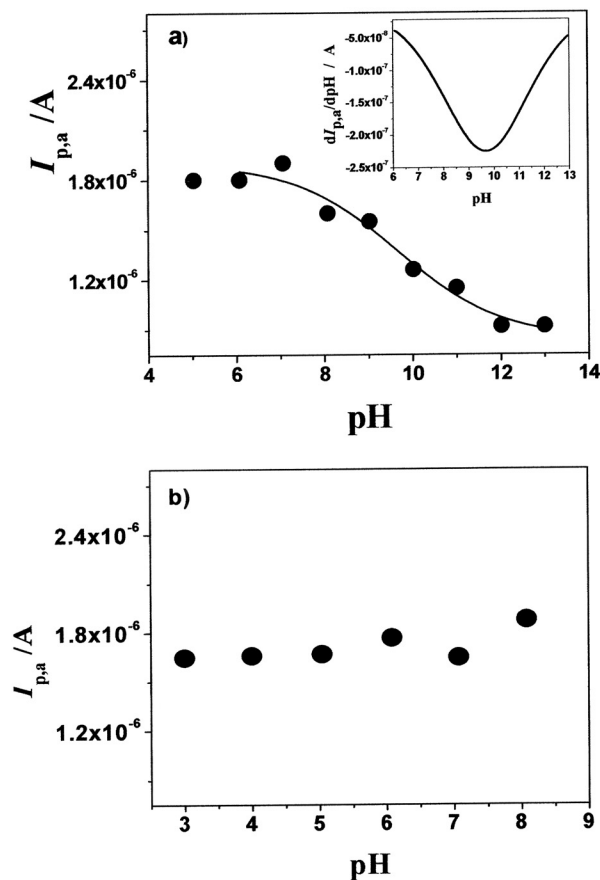 a)
2.4x10⁻⁶
1.8x10⁻⁶
1.2x10⁻⁶
I p,a /A
4 6 8 10 12 14
pH
dI p,a/dpH / A
-5.0x10⁻⁸
-1.0x10⁻⁷
-1.5x10⁻⁷
-2.0x10⁻⁷
-2.5x10⁻⁷
6 7 8 9 10 11 12 13
pH
b)
2.4x10⁻⁶
1.8x10⁻⁶
1.2x10⁻⁶
I p,a /A
3 4 5 6 7 8 9
pH